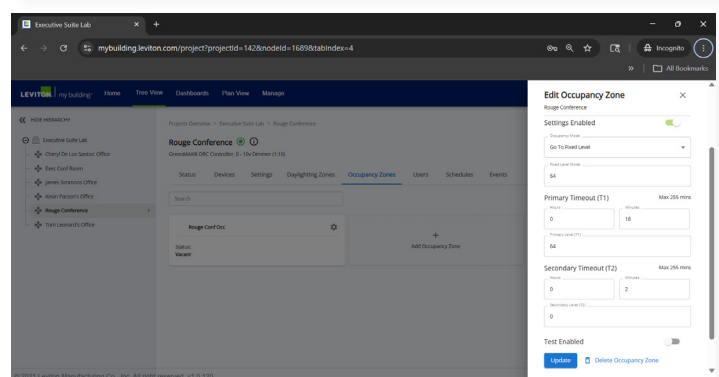 Executive Suite Lab
mybuilding.leviton.com/project?projectId=142&nodeId=1689&tabIndex=4
Incognito
All Bookmarks
LEVITON my building Home Tree View Dashboards Plan View Manage
HIDE HIERARCHY
Executive Suite Lab
Cheryl De Los Santos' Office
Exec Conf Room
James Simmons Office
Kevin Parson's Office
Rouge Conference
Tom Leonard's Office
Projects Overview > Executive Suite Lab > Rouge Conference
Rouge Conference
GreenMAX® DRC Controller, 0 - 10v Dimmer (1:16)
Status Devices Settings Daylighting Zones Occupancy Zones Users Schedules Events
Search
Rouge Conf Occ
Status:
Vacant
+
Add Occupancy Zone
Edit Occupancy Zone
Rouge Conference
Settings Enabled
Occupancy Mode
Go To Fixed Level
Fixed Level Mode
64
Primary Timeout (T1) Max 255 mins
Hours Minutes
0 18
Primary Level (T1)
64
Secondary Timeout (T2) Max 255 mins
Hours Minutes
0 2
Secondary Level (T2)
0
Test Enabled
Update Delete Occupancy Zone
© 2025 Leviton Manufacturing Co., Inc. All right reserved.